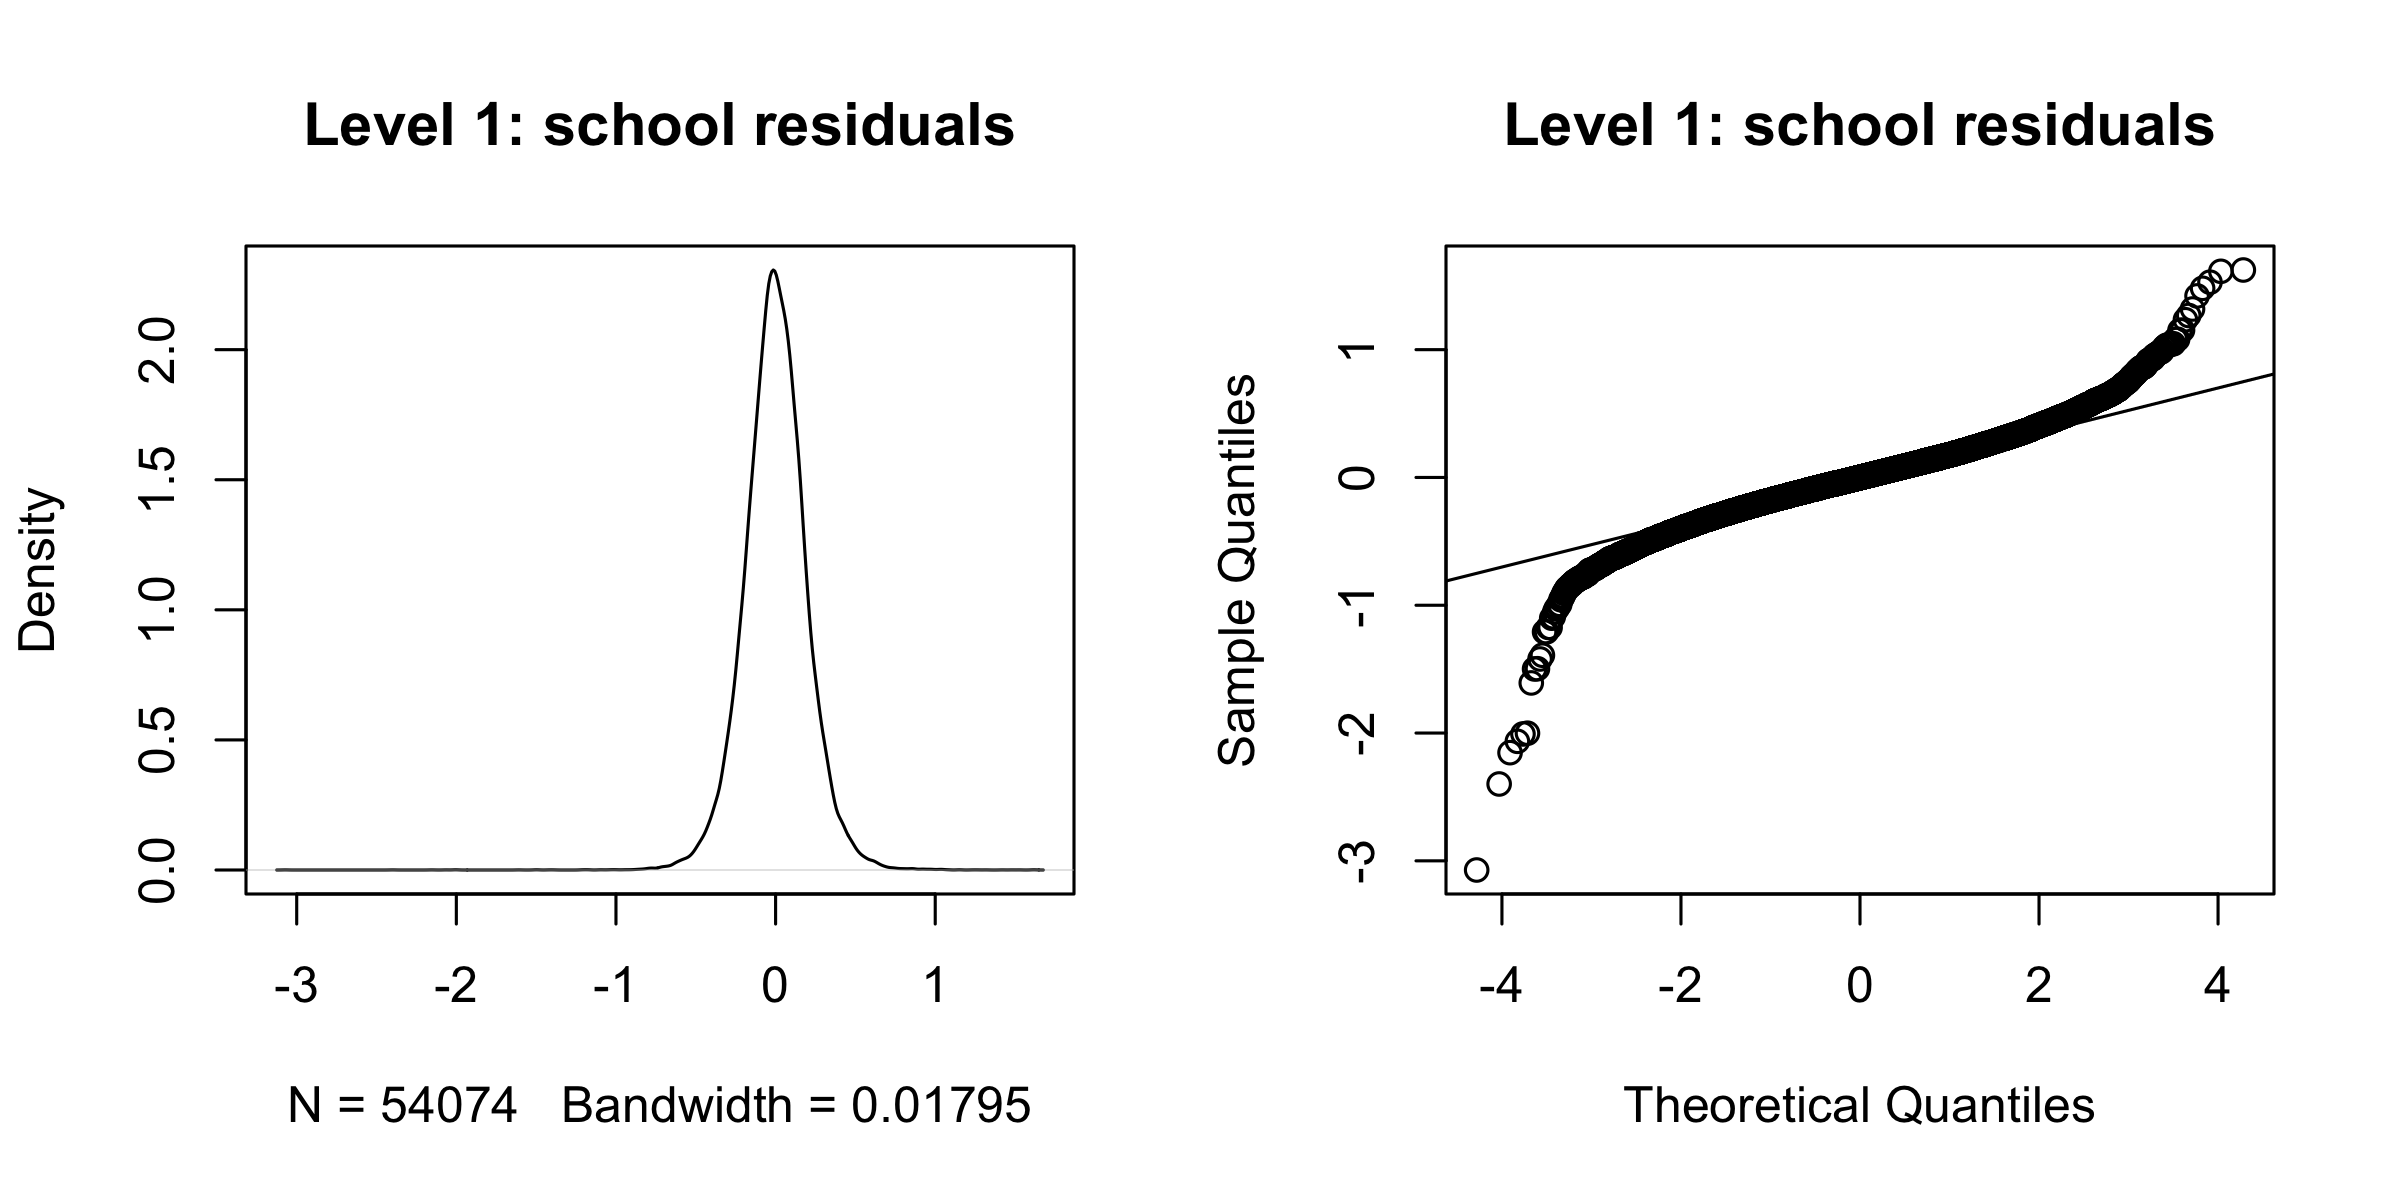 Level 1: school residuals
Density
2.0
1.5
1.0
0.5
0.0
-3 -2 -1 0 1
N = 54074 Bandwidth = 0.01795
Level 1: school residuals
Sample Quantiles
1
0
-1
-2
-3
-4 -2 0 2 4
Theoretical Quantiles